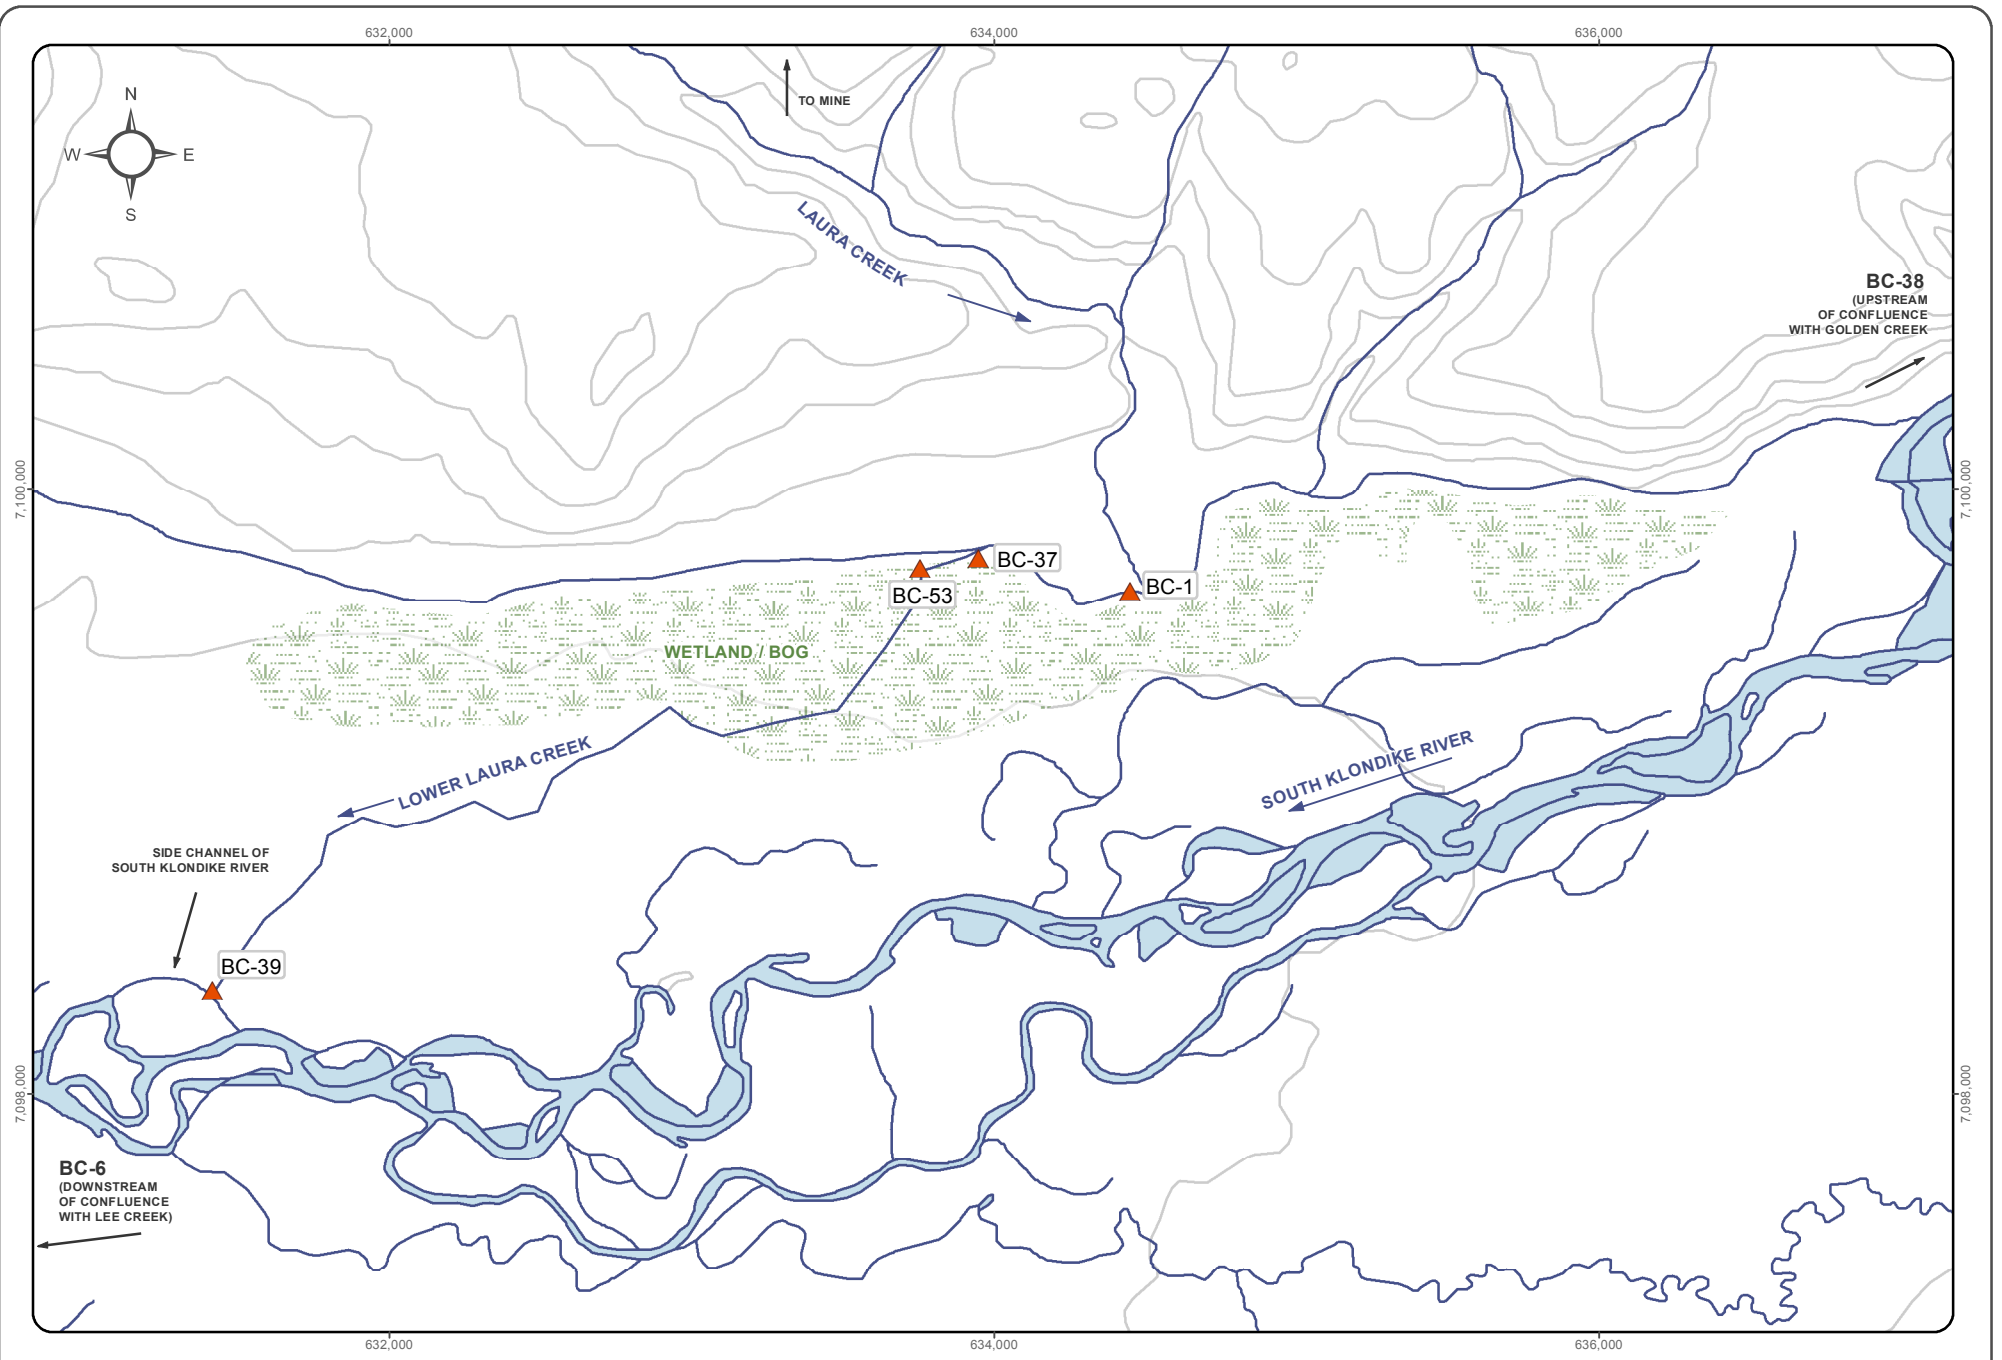 632,000
634,000
636,000
N
W
E
S
TO MINE
LAURA CREEK
BC-38
(UPSTREAM
OF CONFLUENCE
WITH GOLDEN CREEK
7,100,000
7,100,000
BC-37
BC-53
BC-1
WETLAND / BOG
LOWER LAURA CREEK
SOUTH KLONDIKE RIVER
SIDE CHANNEL OF
SOUTH KLONDIKE RIVER
BC-39
7,098,000
7,098,000
BC-6
(DOWNSTREAM
OF CONFLUENCE
WITH LEE CREEK)
632,000
634,000
636,000